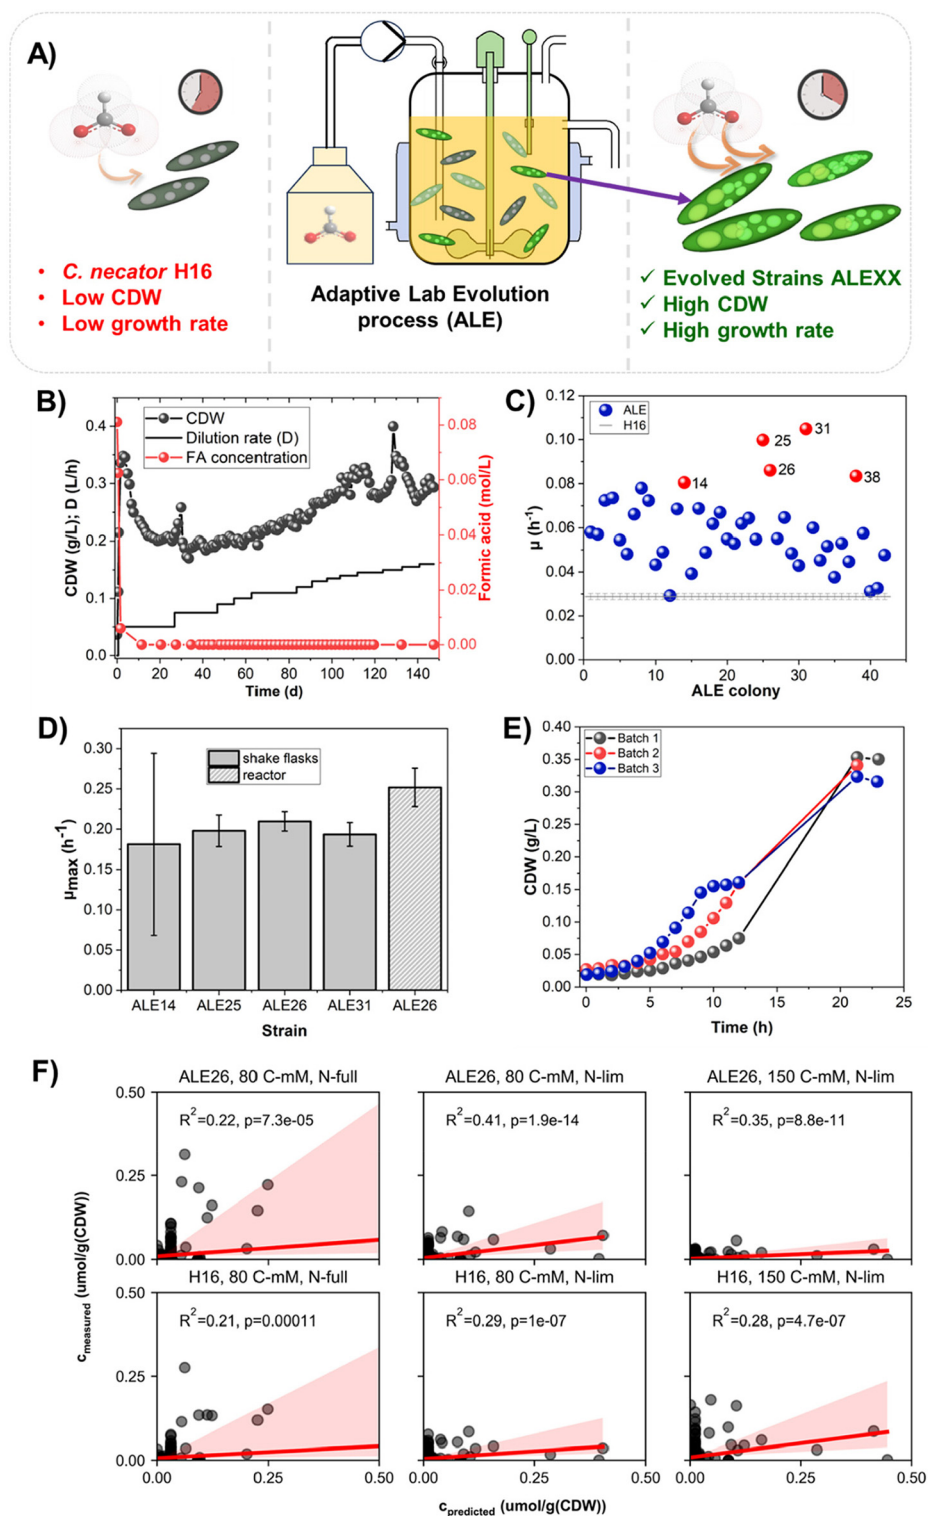 A)
• C. necator H16
• Low CDW
• Low growth rate
Adaptive Lab Evolution
process (ALE)
✓ Evolved Strains ALEXX
✓ High CDW
✓ High growth rate
B)
CDW (g/L); D (L/h)
0.4
0.3
0.2
0.1
0.0
CDW
Dilution rate (D)
FA concentration
0.08
0.06
0.04
0.02
0.00
Formic acid (mol/L)
0 20 40 60 80 100 120 140
Time (d)
C)
μ (h⁻¹)
0.12
0.10
0.08
0.06
0.04
0.02
0.00
ALE
H16
14
25
26
31
38
0 10 20 30 40
ALE colony
D)
μmax (h⁻¹)
0.30
0.25
0.20
0.15
0.10
0.05
0.00
shake flasks
reactor
ALE14 ALE25 ALE26 ALE31 ALE26
Strain
E)
CDW (g/L)
0.40
0.35
0.30
0.25
0.20
0.15
0.10
0.05
0.00
Batch 1
Batch 2
Batch 3
0 5 10 15 20 25
Time (h)
F)
cmeasured (umol/g(CDW))
ALE26, 80 C-mM, N-full
R²=0.22, p=7.3e-05
0.50
0.25
0.00
ALE26, 80 C-mM, N-lim
R²=0.41, p=1.9e-14
ALE26, 150 C-mM, N-lim
R²=0.35, p=8.8e-11
H16, 80 C-mM, N-full
R²=0.21, p=0.00011
0.50
0.25
0.00
H16, 80 C-mM, N-lim
R²=0.29, p=1e-07
H16, 150 C-mM, N-lim
R²=0.28, p=4.7e-07
0.00 0.25 0.50 0.00 0.25 0.50 0.00 0.25 0.50
cpredicted (umol/g(CDW))